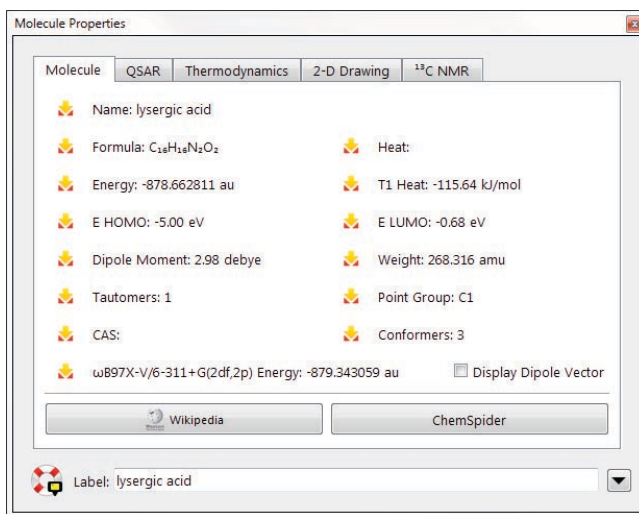 Molecule Properties
Molecule QSAR Thermodynamics 2-D Drawing ¹³C NMR
Name: lysergic acid
Formula: C₁₆H₁₆N₂O₂ Heat:
Energy: -878.662811 au T1 Heat: -115.64 kJ/mol
E HOMO: -5.00 eV E LUMO: -0.68 eV
Dipole Moment: 2.98 debye Weight: 268.316 amu
Tautomers: 1 Point Group: C1
CAS: Conformers: 3
ωB97X-V/6-311+G(2df,2p) Energy: -879.343059 au Display Dipole Vector
Wikipedia ChemSpider
Label: lysergic acid